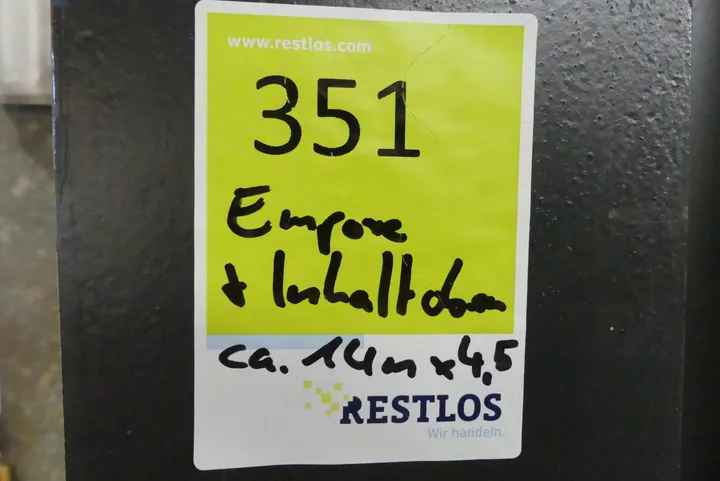 www.restlos.com
351
Empore
+ Inhalt oben
ca. 14m x 4,5
RESTLOS
Wir handeln.